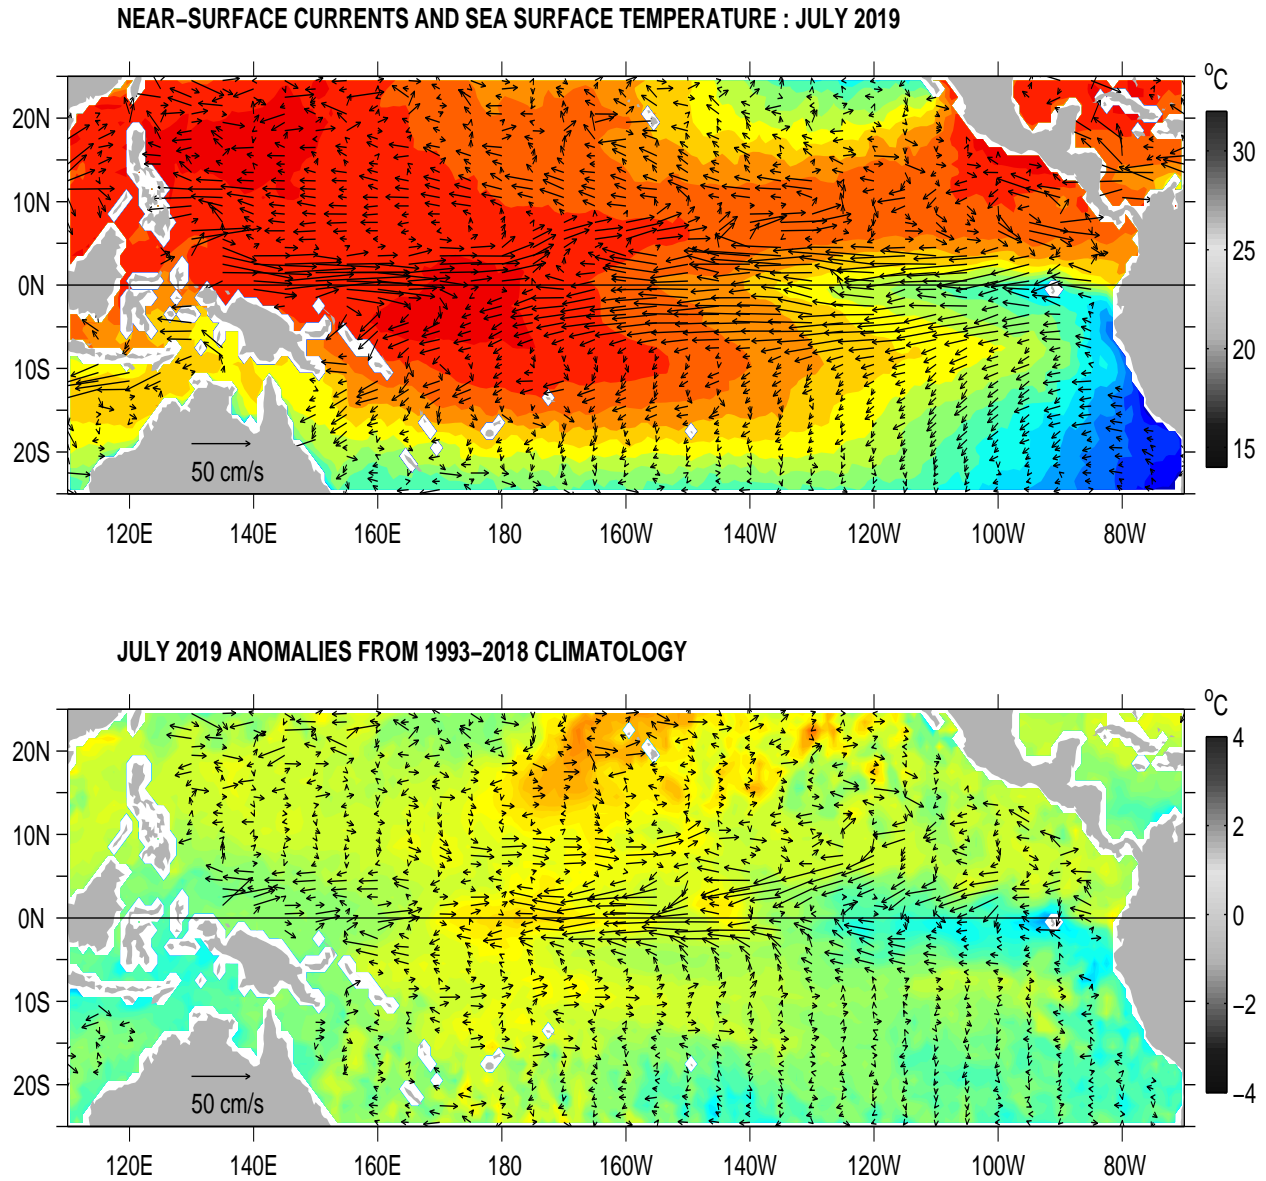 NEAR−SURFACE CURRENTS AND SEA SURFACE TEMPERATURE : JULY 2019
oC
20N
10N
0N
10S
20S
30
25
20
15
50 cm/s
120E 140E 160E 180 160W 140W 120W 100W 80W
JULY 2019 ANOMALIES FROM 1993−2018 CLIMATOLOGY
oC
20N
10N
0N
10S
20S
4
2
0
−2
−4
50 cm/s
120E 140E 160E 180 160W 140W 120W 100W 80W